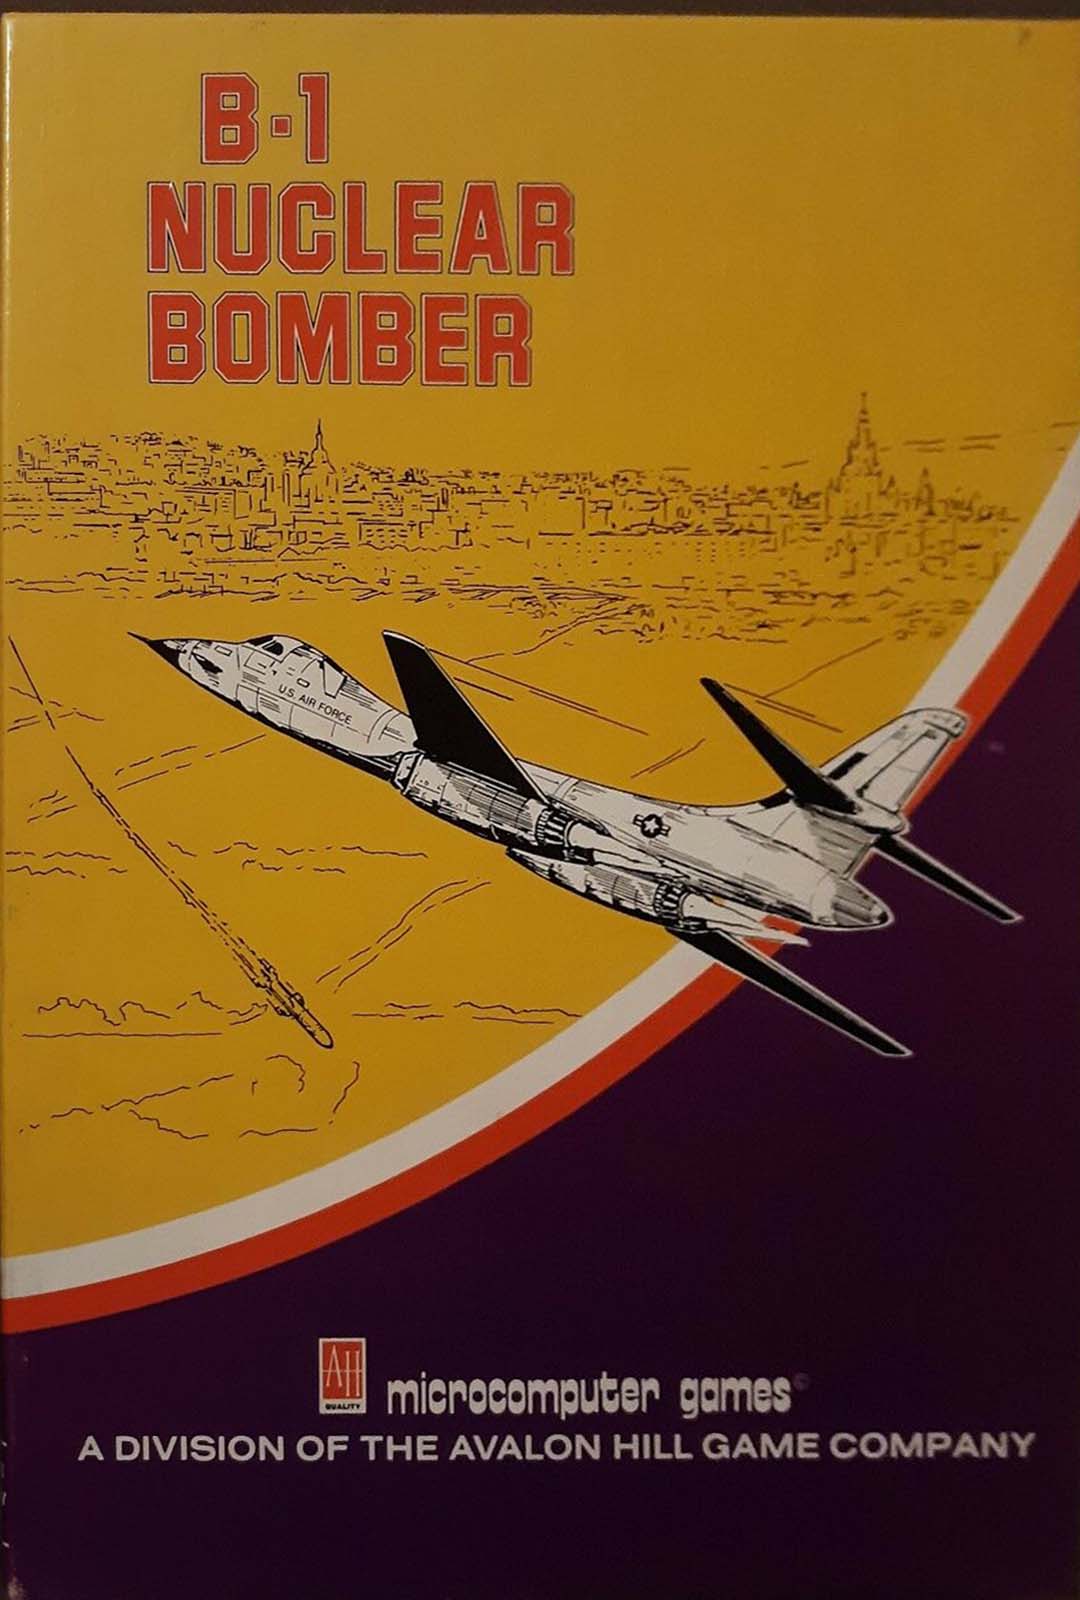 B-1
NUCLEAR
BOMBER
U.S. AIR FORCE
AH
QUALITY
microcomputer games©
A DIVISION OF THE AVALON HILL GAME COMPANY